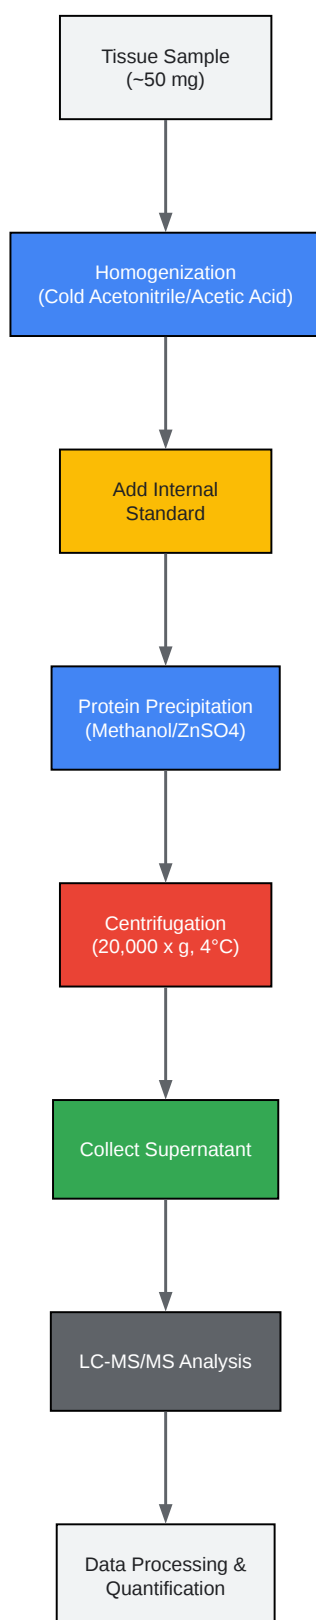 Tissue Sample
(~50 mg)
Homogenization
(Cold Acetonitrile/Acetic Acid)
Add Internal
Standard
Protein Precipitation
(Methanol/ZnSO4)
Centrifugation
(20,000 x g, 4°C)
Collect Supernatant
LC-MS/MS Analysis
Data Processing &
Quantification